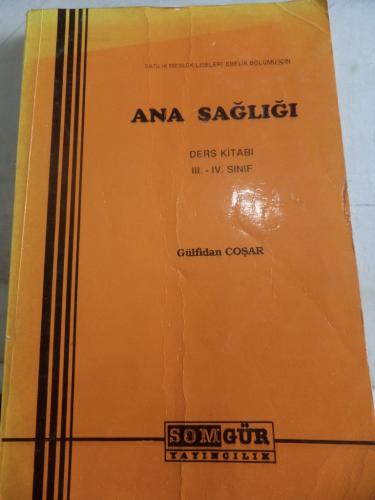 SAĞLIK MESLEK LİSELERİ EBELİK BÖLÜMÜ İÇİN
ANA SAĞLIĞI
DERS KİTABI
III. - IV. SINIF
Gülfidan COŞAR
SOMGÜR
YAYINCILIK